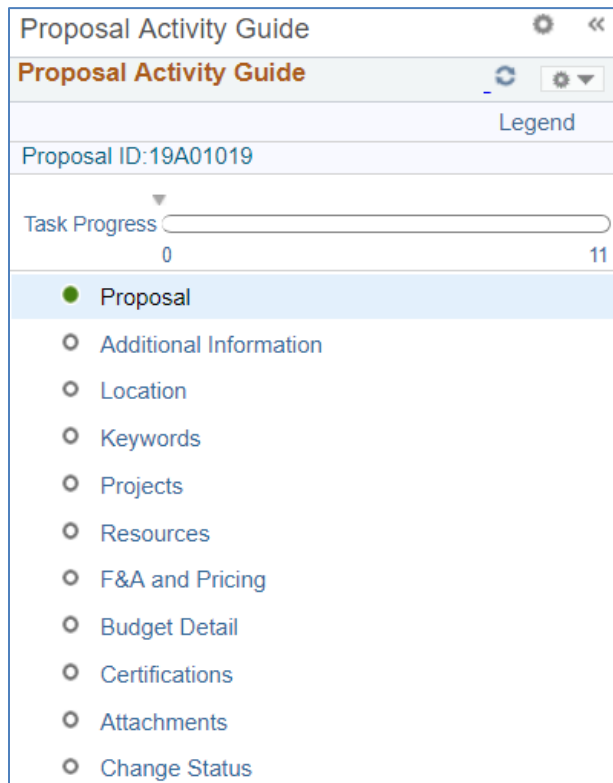 Proposal Activity Guide
Proposal Activity Guide
Legend
Proposal ID:19A01019
Task Progress
0 11
Proposal
Additional Information
Location
Keywords
Projects
Resources
F&A and Pricing
Budget Detail
Certifications
Attachments
Change Status